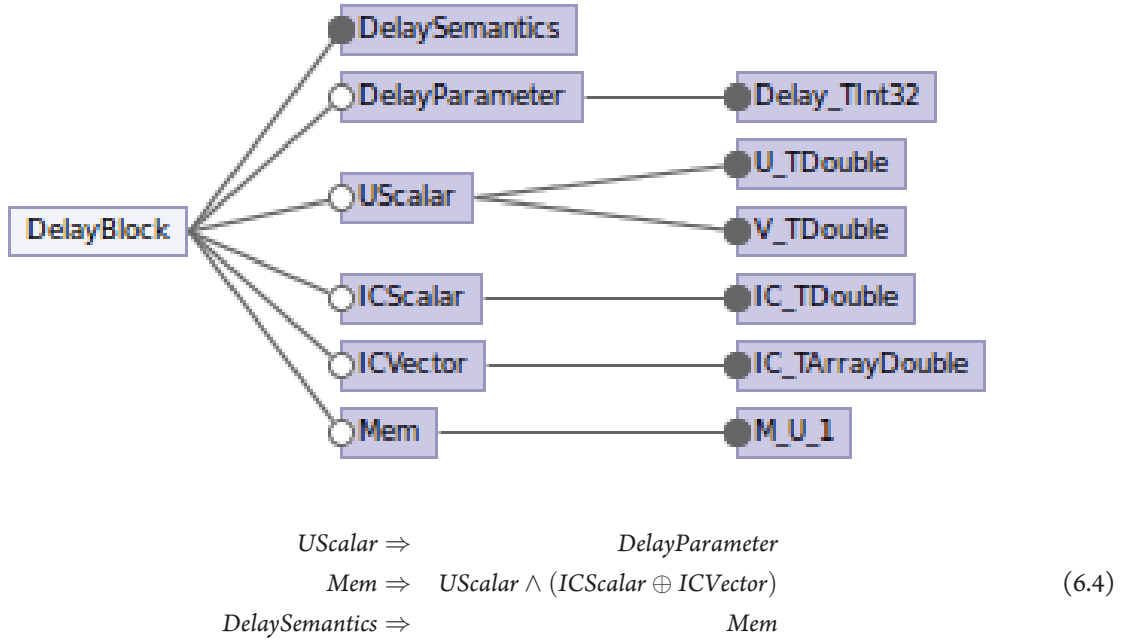 DelaySemantics
DelayParameter Delay_TInt32
U_TDouble
UScalar
DelayBlock V_TDouble
ICScalar IC_TDouble
ICVector IC_TArrayDouble
Mem M_U_1
UScalar ⇒ DelayParameter
Mem ⇒ UScalar ∧ (ICScalar ⊕ ICVector) (6.4)
DelaySemantics ⇒ Mem